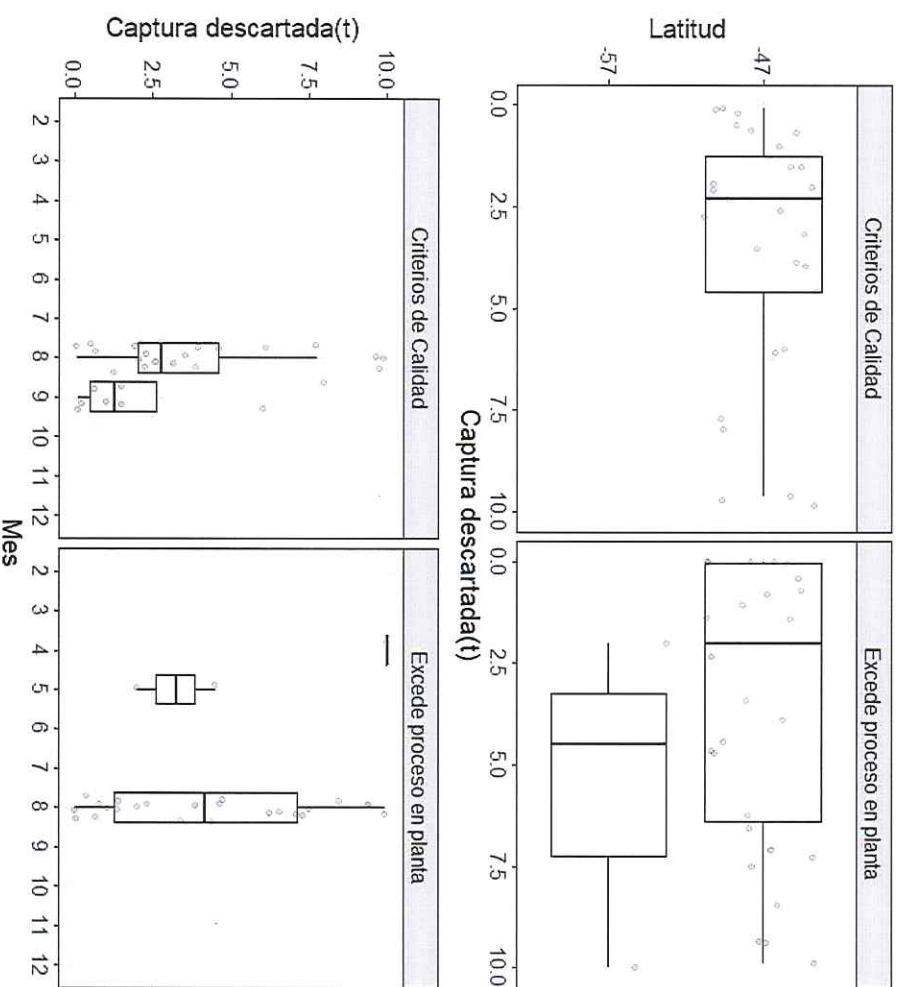 Criterios de Calidad
Excede proceso en planta
Latitud
-47
-57
0.0 2.5 5.0 7.5 10.0
0.0 2.5 5.0 7.5 10.0
Captura descartada(t)
Criterios de Calidad
Excede proceso en planta
Captura descartada(t)
10.0
7.5
5.0
2.5
0.0
2 3 4 5 6 7 8 9 10 11 12
2 3 4 5 6 7 8 9 10 11 12
Mes